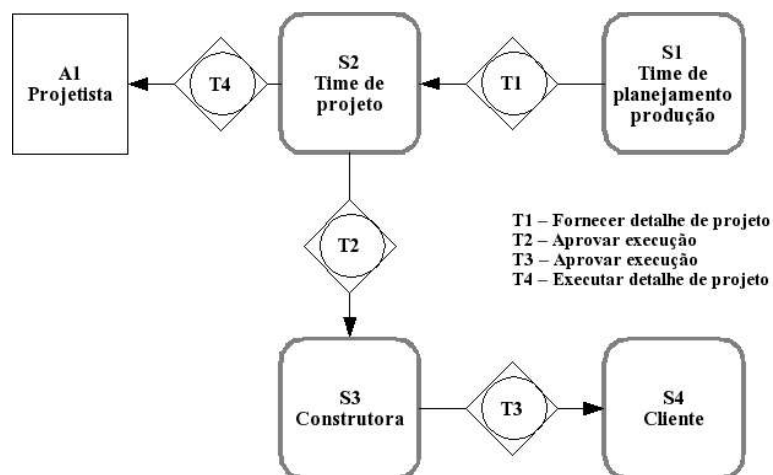 A1
Projetista
T4
S2
Time de
projeto
T1
S1
Time de
planejamento
produção
T2
T1 – Fornecer detalhe de projeto
T2 – Aprovar execução
T3 – Aprovar execução
T4 – Executar detalhe de projeto
S3
Construtora
T3
S4
Cliente